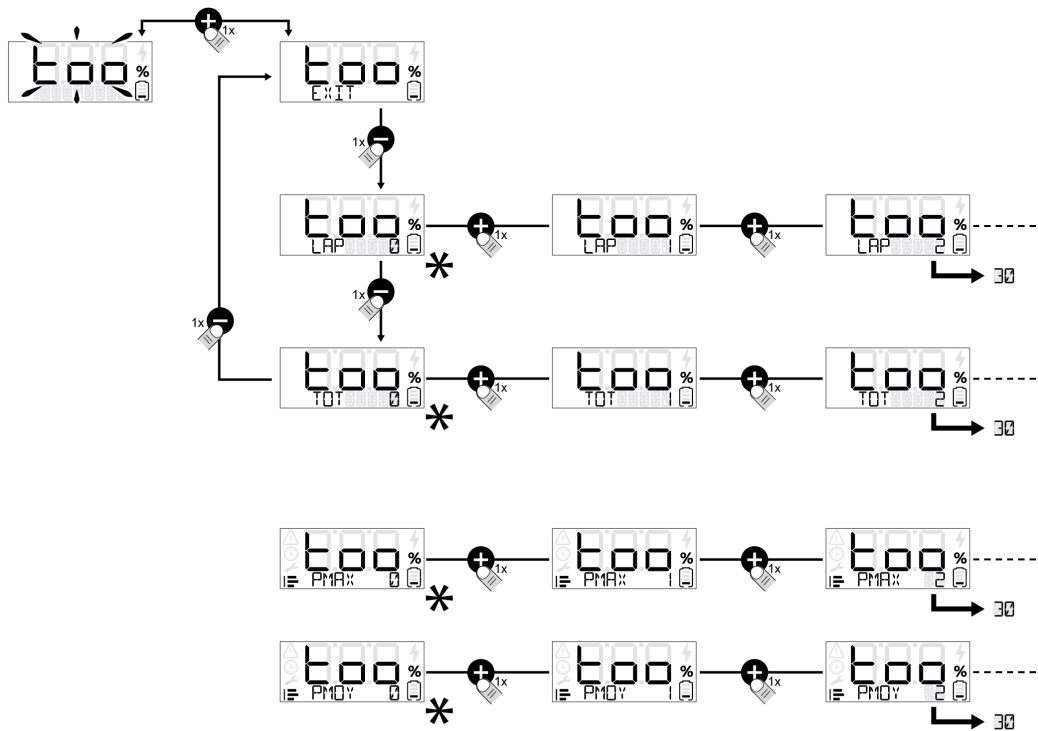 1x
too %
too %
EXIT
1x
too %
LAP 0
1x
too %
LAP 1
1x
too %
LAP 2
30
1x
1x
too %
TOT 0
1x
too %
TOT 1
1x
too %
TOT 2
30
too %
PMAX 0
1x
too %
PMAX 1
1x
too %
PMAX 2
30
too %
PMOY 0
1x
too %
PMOY 1
1x
too %
PMOY 2
30